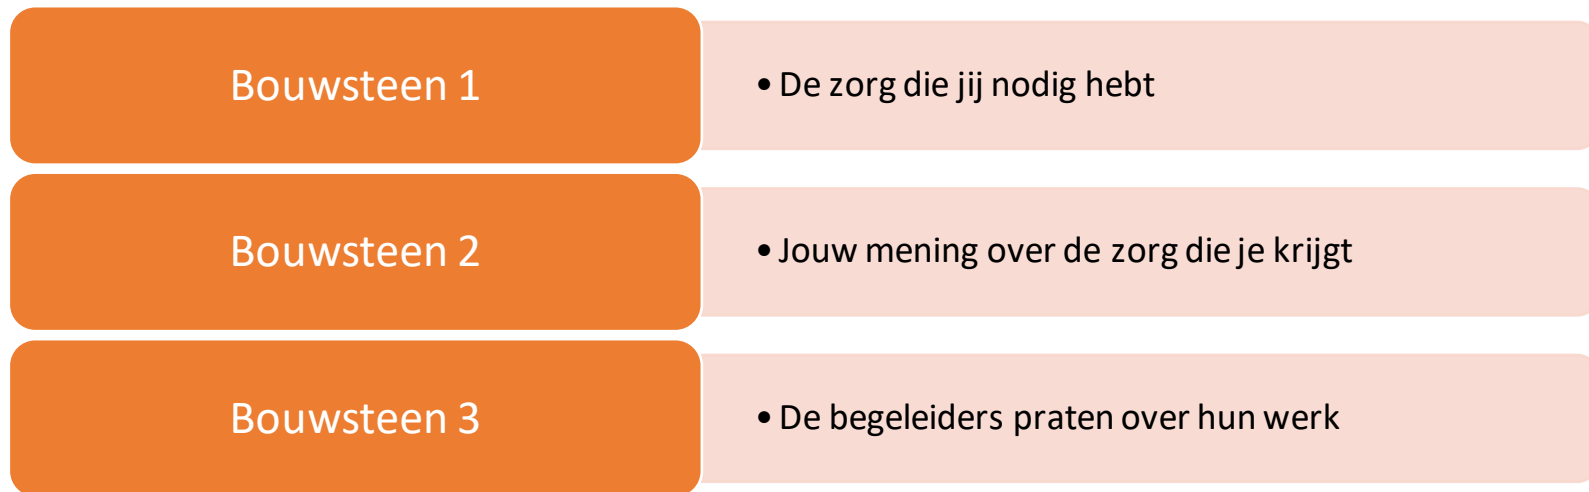 Bouwsteen 1
• De zorg die jij nodig hebt
Bouwsteen 2
• Jouw mening over de zorg die je krijgt
Bouwsteen 3
• De begeleiders praten over hun werk